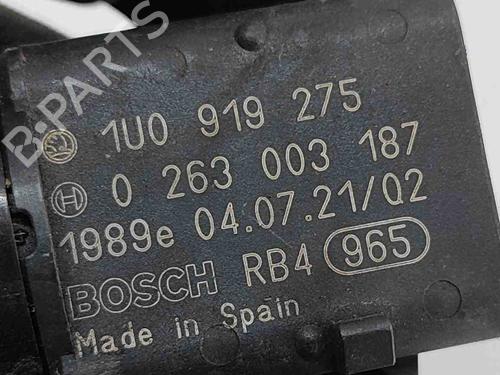 B-PARTS
1U0 919 275
0 263 003 187
1989e 04.07.21/Q2
BOSCH RB4 965
Made in Spain